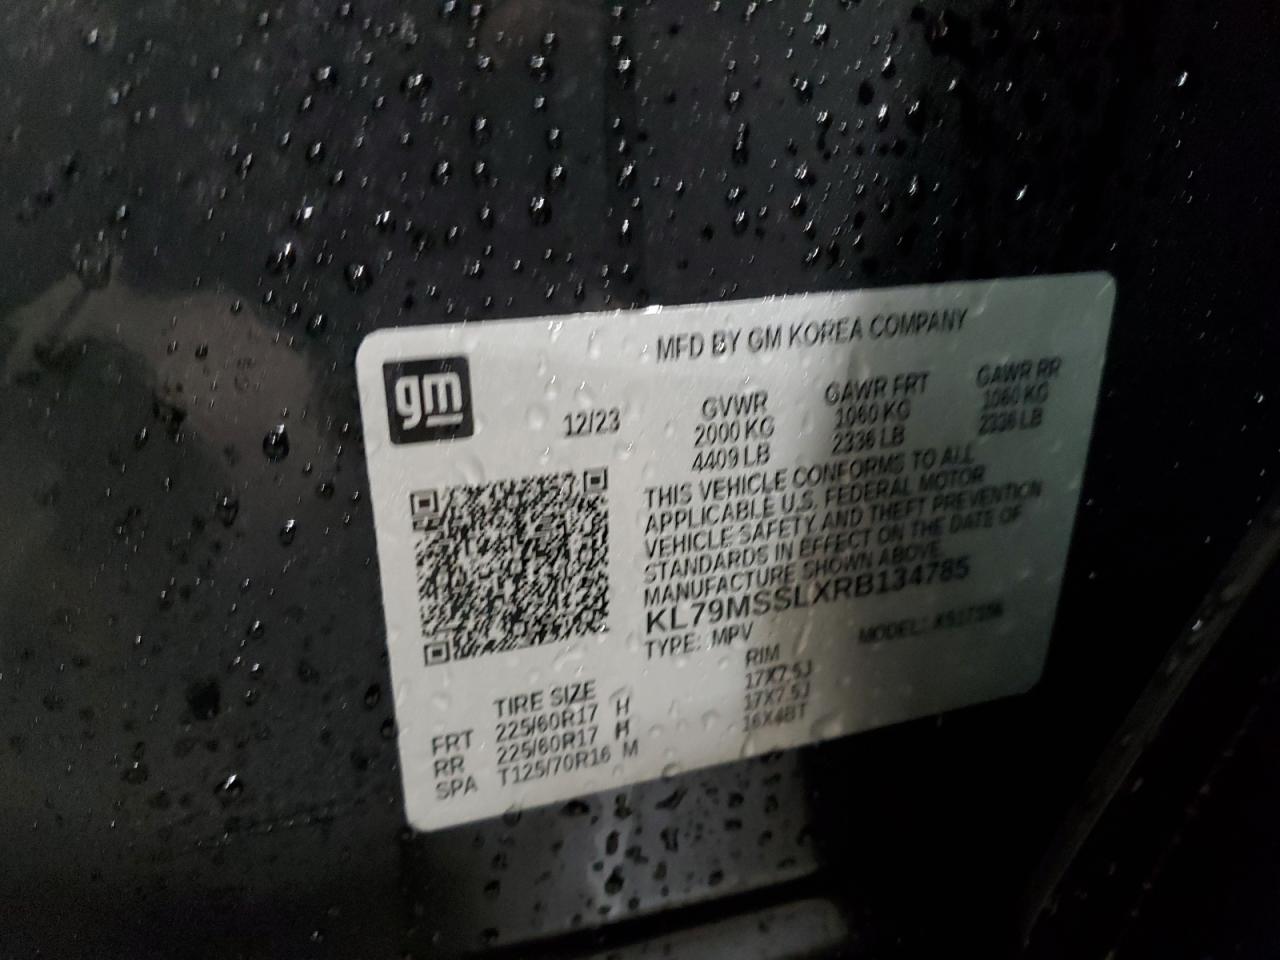 MFD BY GM KOREA COMPANY
gm
12/23
GVWR GAWR FRT GAWR RR
2000 KG 1060 KG 1060 KG
4409 LB 2336 LB 2336 LB
THIS VEHICLE CONFORMS TO ALL
APPLICABLE U.S. FEDERAL MOTOR
VEHICLE SAFETY AND THEFT PREVENTION
STANDARDS IN EFFECT ON THE DATE OF
MANUFACTURE SHOWN ABOVE.
KL79MSSLXRB134785
TYPE: MPV MODEL:
TIRE SIZE RIM
FRT 225/60R17 H 17X7.5J
RR 225/60R17 H 17X7.5J
SPA T125/70R16 M 16X4BT